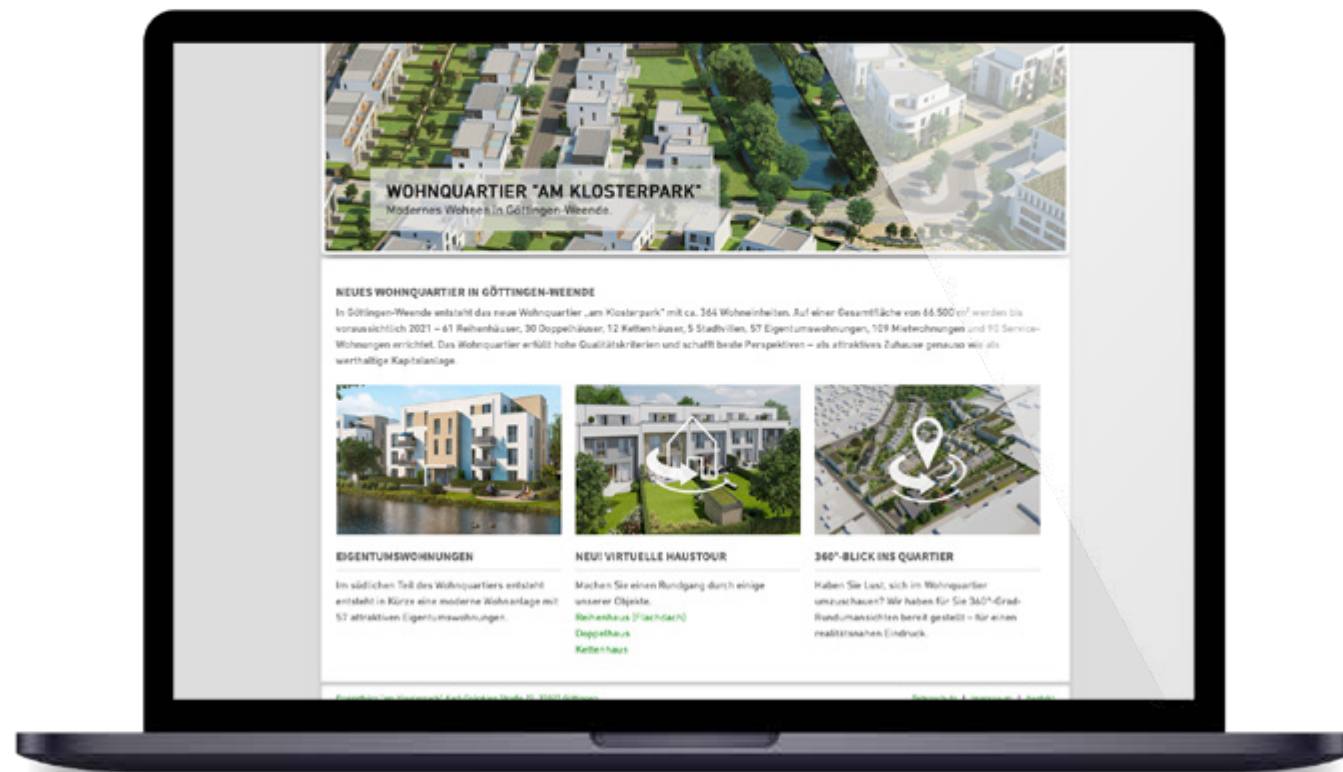 WOHNQUARTIER "AM KLOSTERPARK"
Modernes Wohnen in Göttingen-Weende.
NEUES WOHNQUARTIER IN GÖTTINGEN-WEENDE
In Göttingen-Weende entsteht das neue Wohnquartier „am Klosterpark" mit ca. 364 Wohneinheiten. Auf einer Gesamtfläche von 66.500 m² werden bis
voraussichtlich 2021 – 61 Reihenhäuser, 30 Doppelhäuser, 12 Kettenhäuser, 5 Stadtvillen, 57 Eigentumswohnungen, 109 Mietwohnungen und 90 Service-
Wohnungen errichtet. Das Wohnquartier erfüllt hohe Qualitätskriterien und schafft beste Perspektiven – als attraktives Zuhause genauso wie als
werthaltige Kapitalanlage.
EIGENTUMSWOHNUNGEN
Im südlichen Teil des Wohnquartiers entsteht
entsteht in Kürze eine moderne Wohnanlage mit
57 attraktiven Eigentumswohnungen.
NEU! VIRTUELLE HAUSTOUR
Machen Sie einen Rundgang durch einige
unserer Objekte.
Reihenhaus (Flachdach)
Doppelhaus
Kettenhaus
360°-BLICK INS QUARTIER
Haben Sie Lust, sich im Wohnquartier
umzuschauen? Wir haben für Sie 360°-Grad-
Rundumansichten bereit gestellt – für einen
realitätsnahen Eindruck.
Datenschutz | Impressum | Kontakt